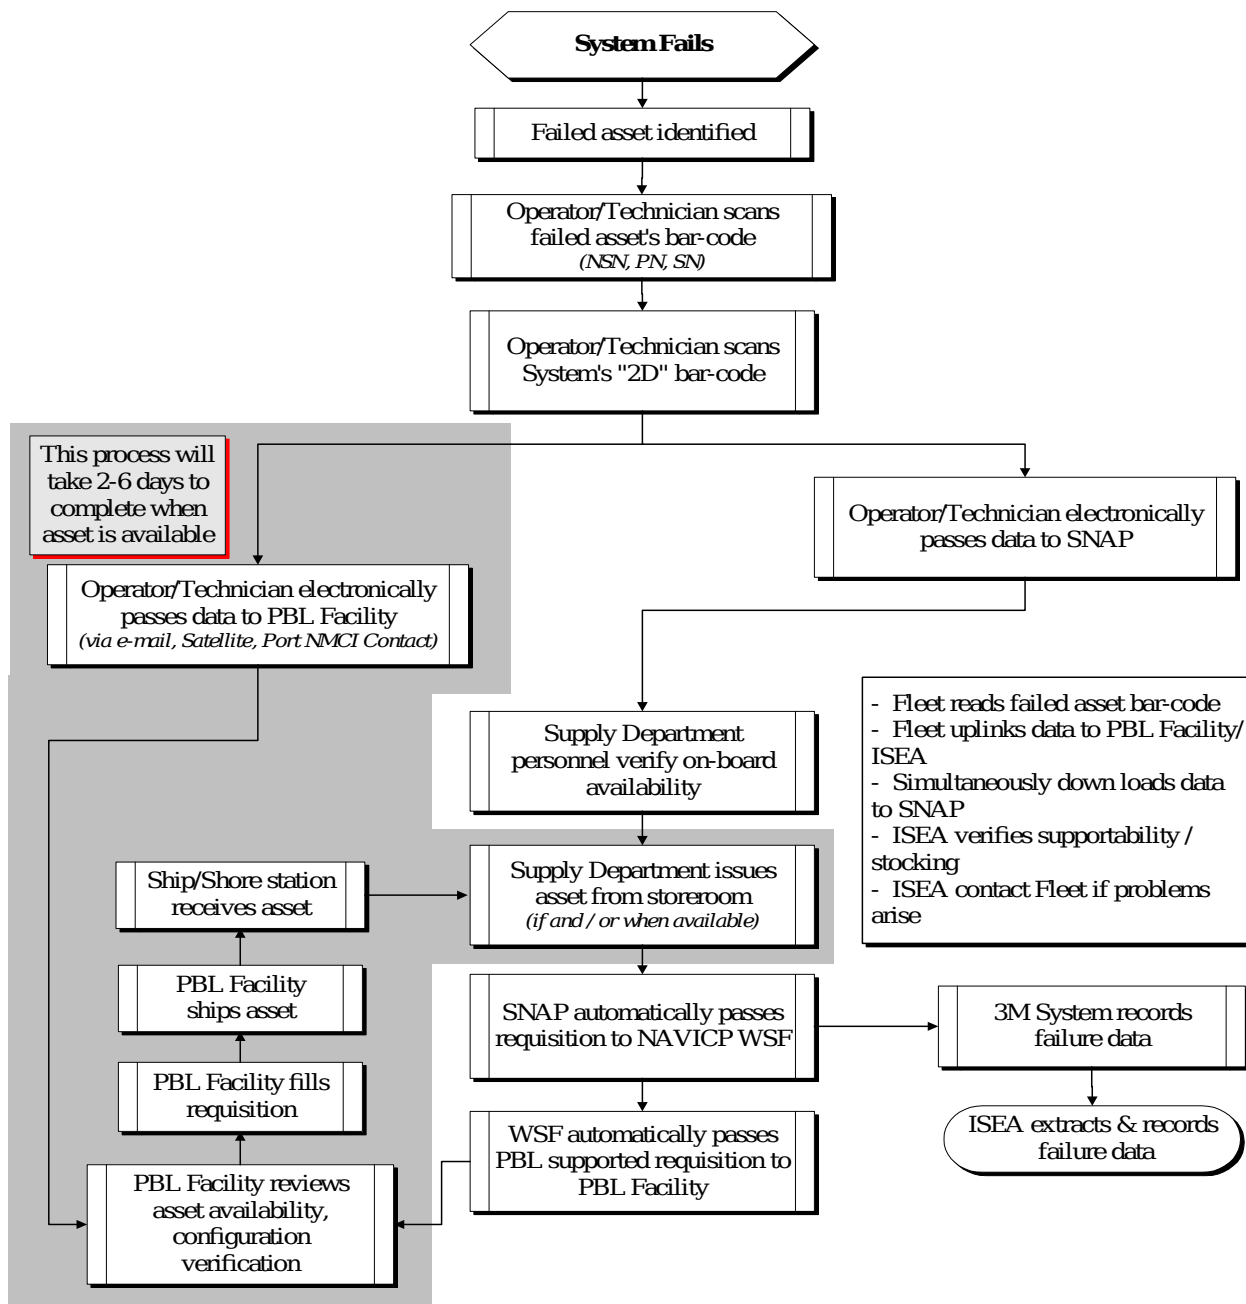 System Fails
Failed asset identified
Operator/Technician scans
failed asset's bar-code
(NSN, PN, SN)
Operator/Technician scans
System's "2D" bar-code
This process will
take 2-6 days to
complete when
asset is available
Operator/Technician electronically
passes data to SNAP
Operator/Technician electronically
passes data to PBL Facility
(via e-mail, Satellite, Port NMCI Contact)
- Fleet reads failed asset bar-code
- Fleet uplinks data to PBL Facility/
ISEA
- Simultaneously down loads data
to SNAP
- ISEA verifies supportability /
stocking
- ISEA contact Fleet if problems
arise
Supply Department
personnel verify on-board
availability
Supply Department issues
asset from storeroom
(if and / or when available)
Ship/Shore station
receives asset
PBL Facility
ships asset
SNAP automatically passes
requisition to NAVICP WSF
3M System records
failure data
PBL Facility fills
requisition
WSF automatically passes
PBL supported requisition to
PBL Facility
ISEA extracts & records
failure data
PBL Facility reviews
asset availability,
configuration
verification